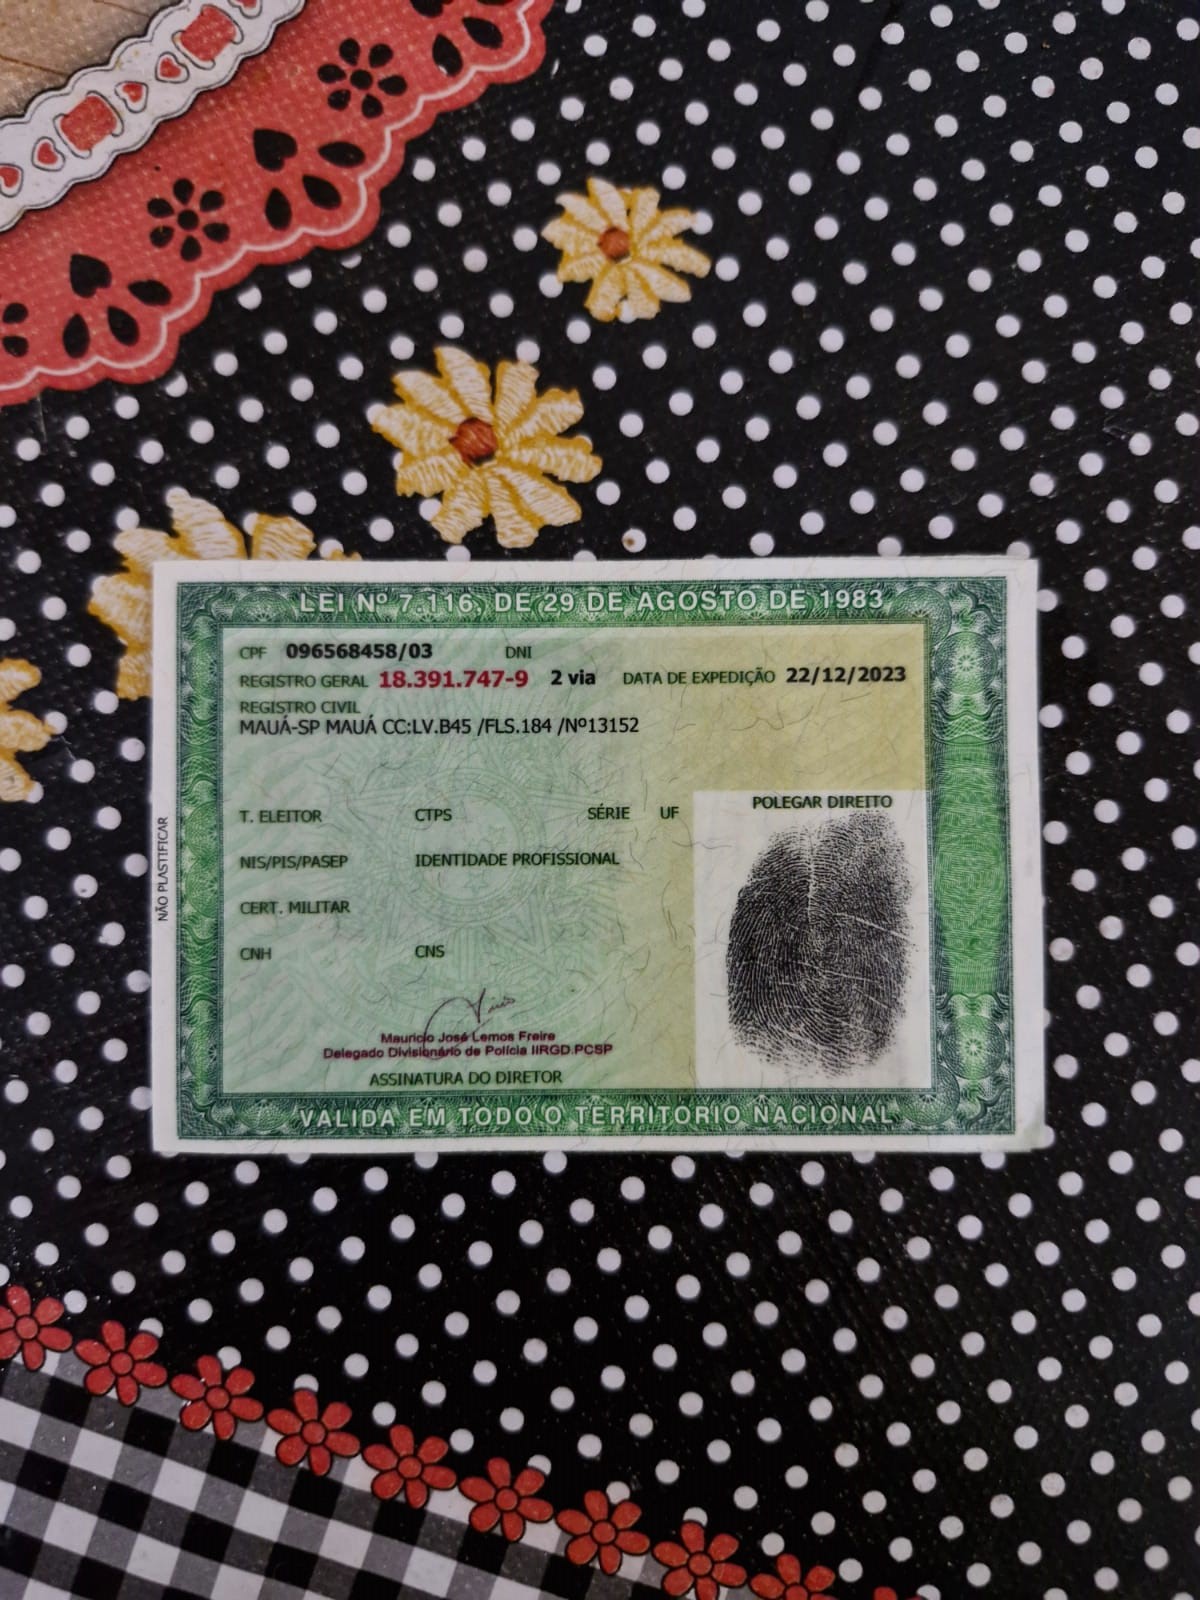 LEI Nº 7.116, DE 29 DE AGOSTO DE 1983
CPF 096568458/03 DNI
REGISTRO GERAL 18.391.747-9 2 via DATA DE EXPEDIÇÃO 22/12/2023
REGISTRO CIVIL
MAUÁ-SP MAUÁ CC:LV.B45 /FLS.184 /Nº13152
POLEGAR DIREITO
T. ELEITOR CTPS SÉRIE UF
NIS/PIS/PASEP IDENTIDADE PROFISSIONAL
CERT. MILITAR
CNH CNS
Mauricio José Lemos Freire
Delegado Divisionário de Polícia IIRGD.PCSP
ASSINATURA DO DIRETOR
VALIDA EM TODO O TERRITORIO NACIONAL
NÃO PLASTIFICAR